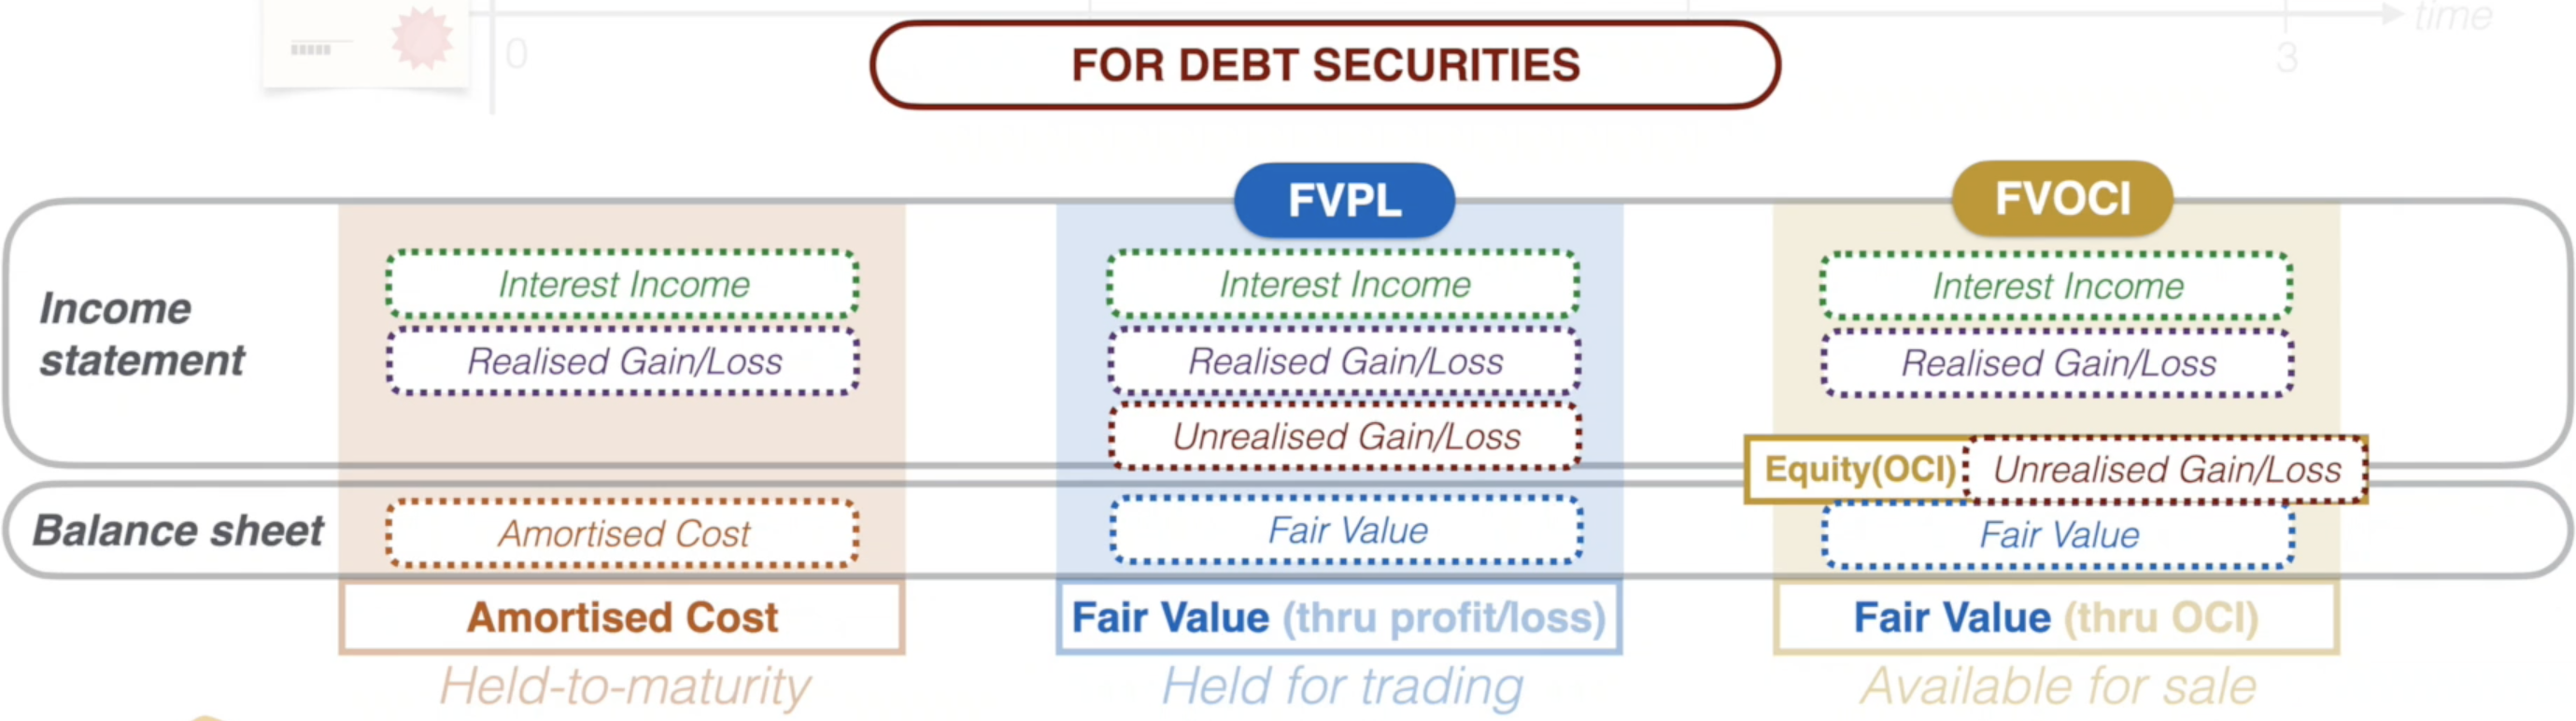 time
0
3
FOR DEBT SECURITIES
FVPL
FVOCI
Income
statement
Interest Income
Interest Income
Interest Income
Realised Gain/Loss
Realised Gain/Loss
Realised Gain/Loss
Unrealised Gain/Loss
Equity(OCI) Unrealised Gain/Loss
Balance sheet
Amortised Cost
Fair Value
Fair Value
Amortised Cost
Fair Value (thru profit/loss)
Fair Value (thru OCI)
Held-to-maturity
Held for trading
Available for sale